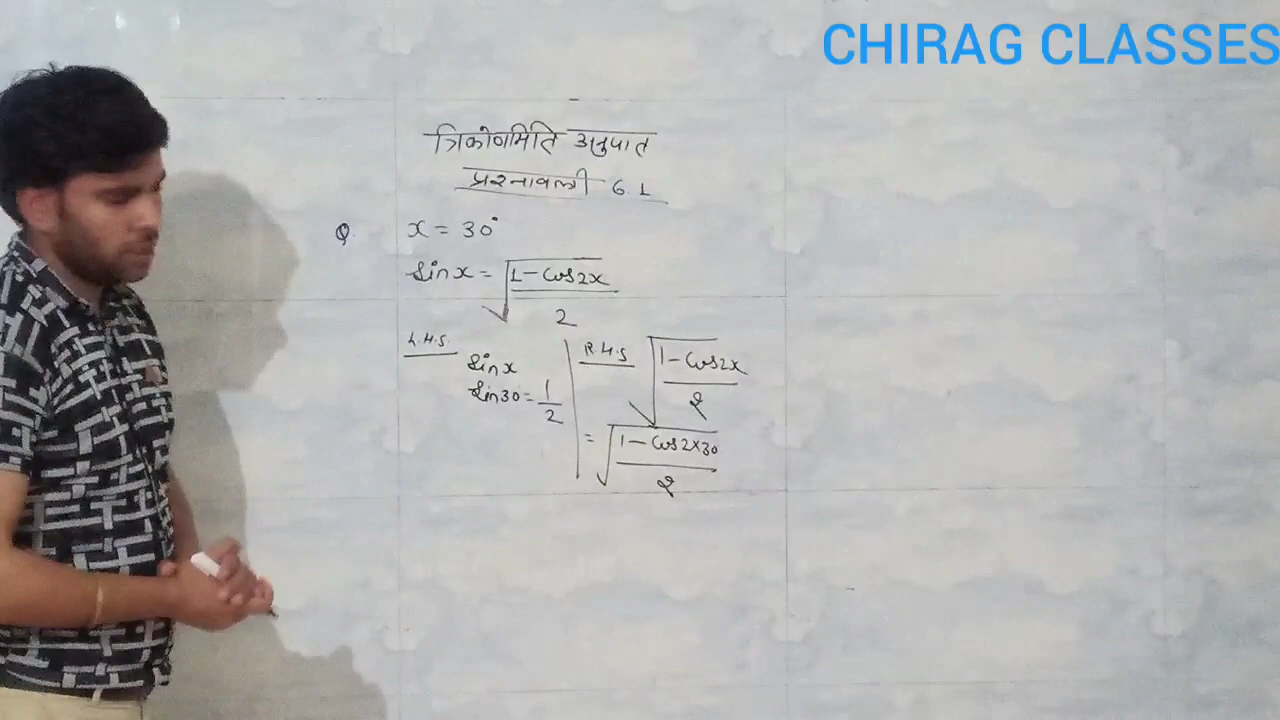 CHIRAG CLASSES
त्रिकोणमिति अनुपात
प्रश्नावली 6 1
Q x = 30°
sin x = √(1 - cos2x / 2)
L.H.S.
sin x
sin30 = 1/2
R.H.S √(1 - cos2x / 2)
= √(1 - cos2×30 / 2)